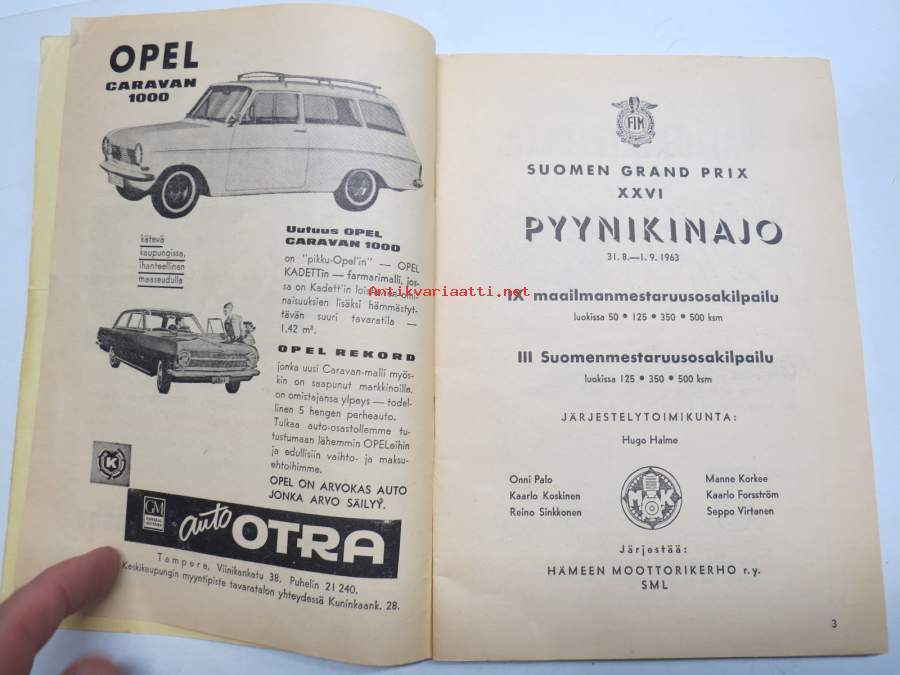 OPEL
CARAVAN
1000
kätevä
kaupungissa,
ihanteellinen
maaseudulla
Uutuus OPEL
CARAVAN 1000
on "pikku-Opel'in" — OPEL
KADETTin — farmarimalli, jos-
sa on Kadett'in
naisuuksien lisäksi hämmästyt-
tävän suuri tavaratila —
1,42 m³.
OPEL REKORD
jonka uusi Caravan-malli myös-
kin on saapunut markkinoille,
on omistajansa ylpeys — todel-
linen 5 hengen perheauto.
Tulkaa auto-osastollemme tu-
tustumaan lähemmin OPELeihin
ja edullisiin vaihto- ja maksu-
ehtoihimme.
OPEL ON ARVOKAS AUTO
JONKA ARVO SÄILYY.
K
GM
auto OTRA
Tampere, Viinikankatu 38. Puhelin 21 240.
Keskikaupungin myyntipiste tavaratalon yhteydessä Kuninkaank. 28.
Antikvariaatti.net
FIM
SUOMEN GRAND PRIX
XXVI
PYYNIKINAJO
31.8.—1.9.1963
IX maailmanmestaruusosakilpailu
luokissa 50 • 125 • 350 • 500 ksm
III Suomenmestaruusosakilpailu
luokissa 125 • 350 • 500 ksm
JÄRJESTELYTOIMIKUNTA:
Hugo Halme
Onni Palo
Kaarlo Koskinen
Reino Sinkkonen
M K
Manne Korkee
Kaarlo Forsström
Seppo Virtanen
Järjestää:
HÄMEEN MOOTTORIKERHO r.y.
SML
3